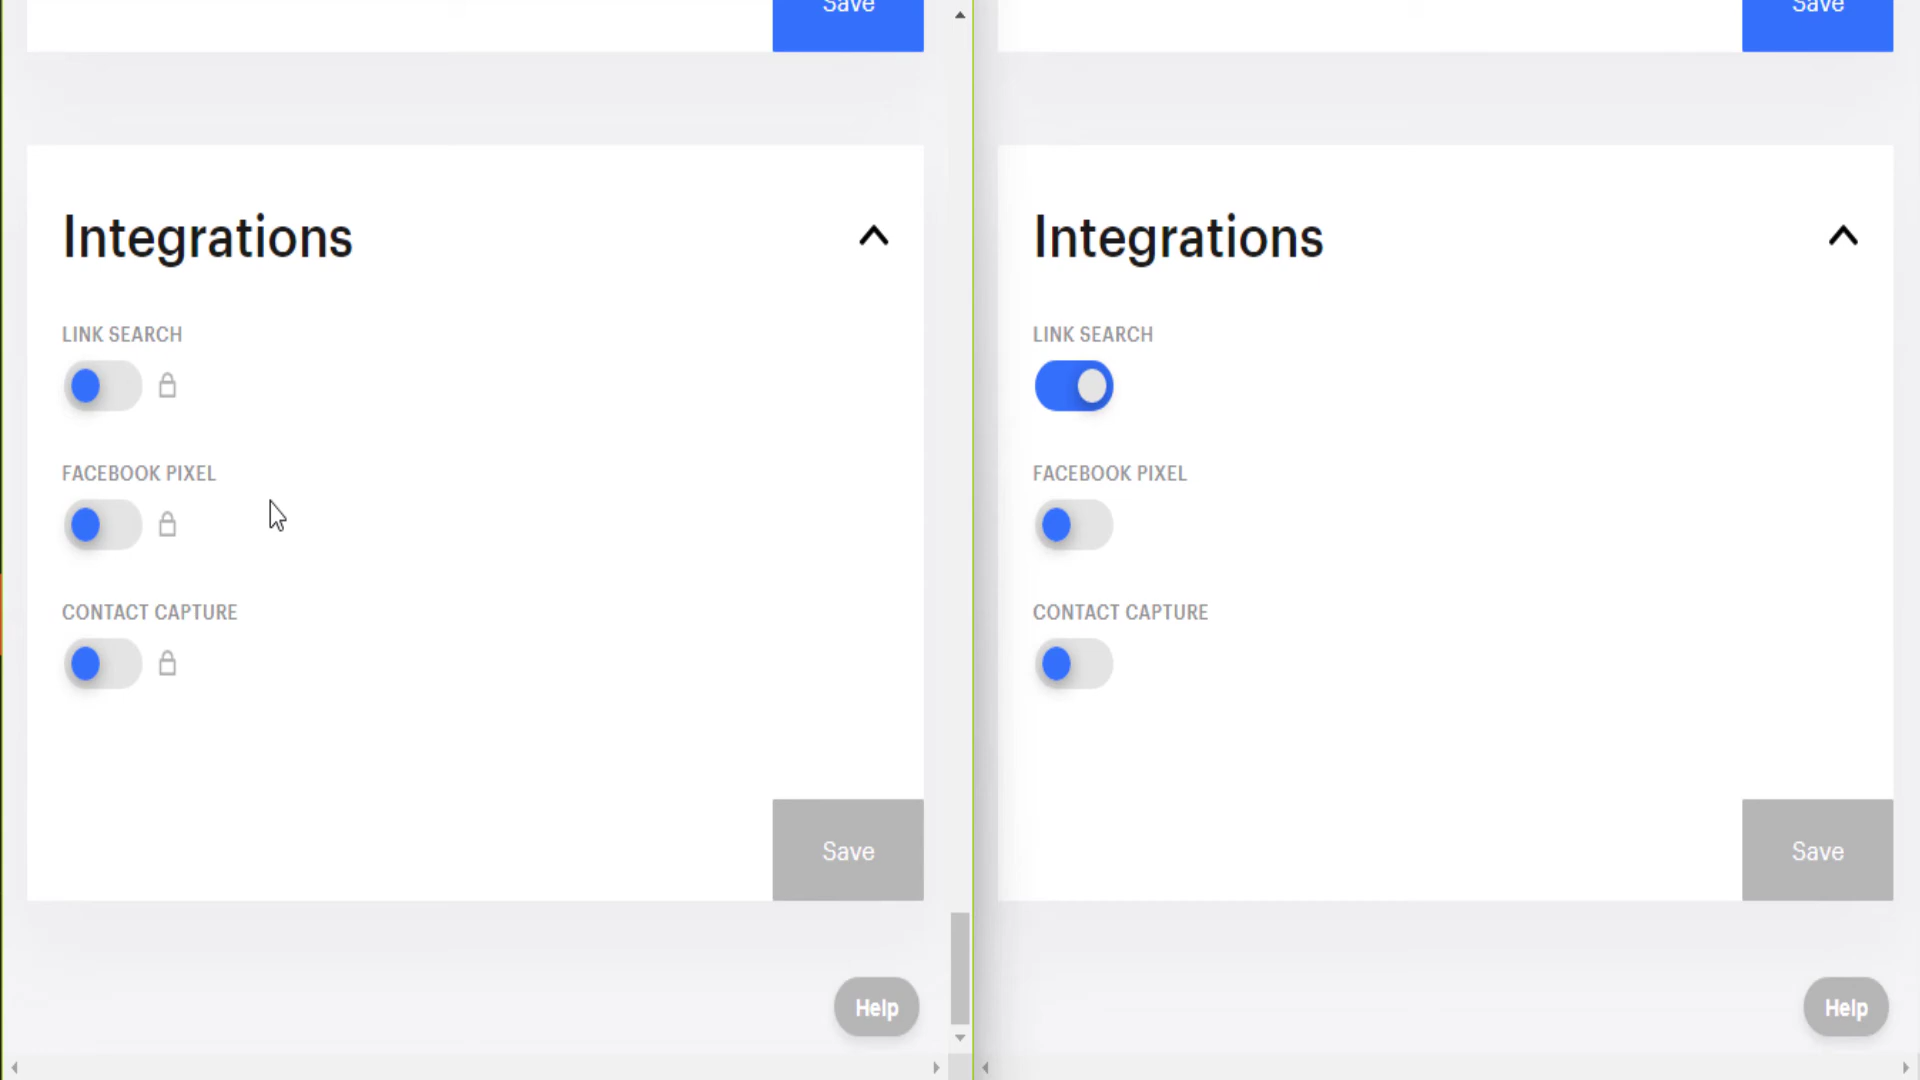 Save
Integrations
LINK SEARCH
FACEBOOK PIXEL
CONTACT CAPTURE
Save
Help
Save
Integrations
LINK SEARCH
FACEBOOK PIXEL
CONTACT CAPTURE
Save
Help